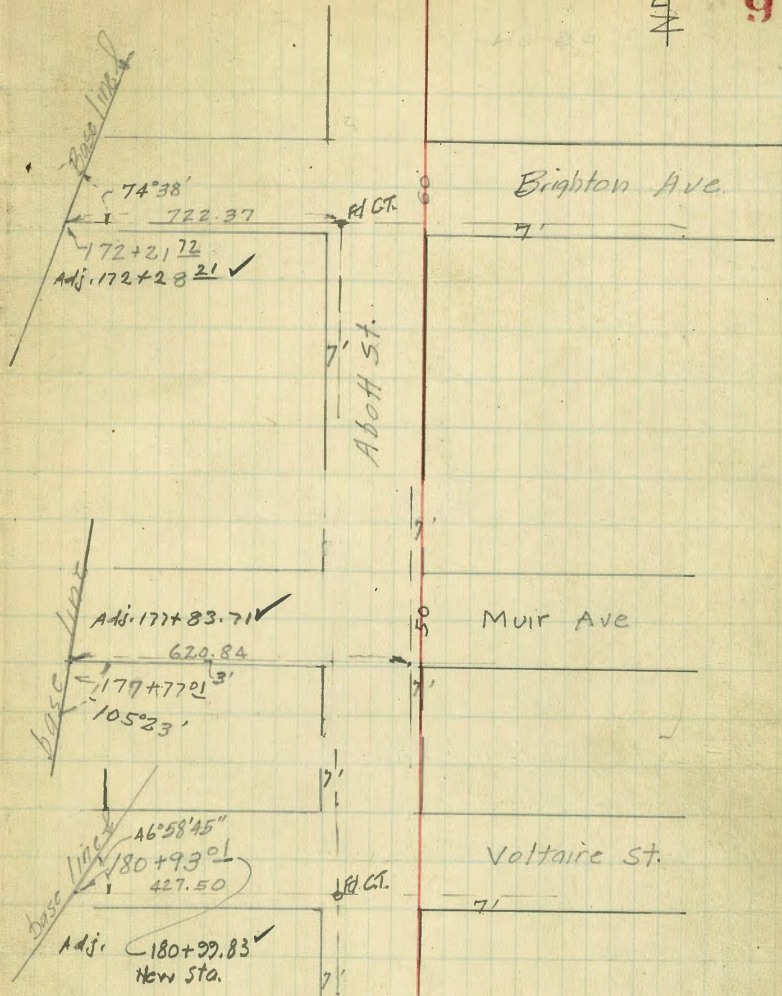 9
Base line
74°38'
722.37
Fd C.T.
60
Brighton Ave.
7'
172+21 72
Adj. 172+28 21 ✓
7'
Abott St.
7'
base line
Adj. 177+83.71 ✓
50
Muir Ave
620.84
3'
177+77 01
7'
105°23'
7'
base line
46°58'45"
180+93 01
Voltaire St.
427.50
Fd C.T.
7'
Adj. 180+99.83 ✓
New Sta.
7'